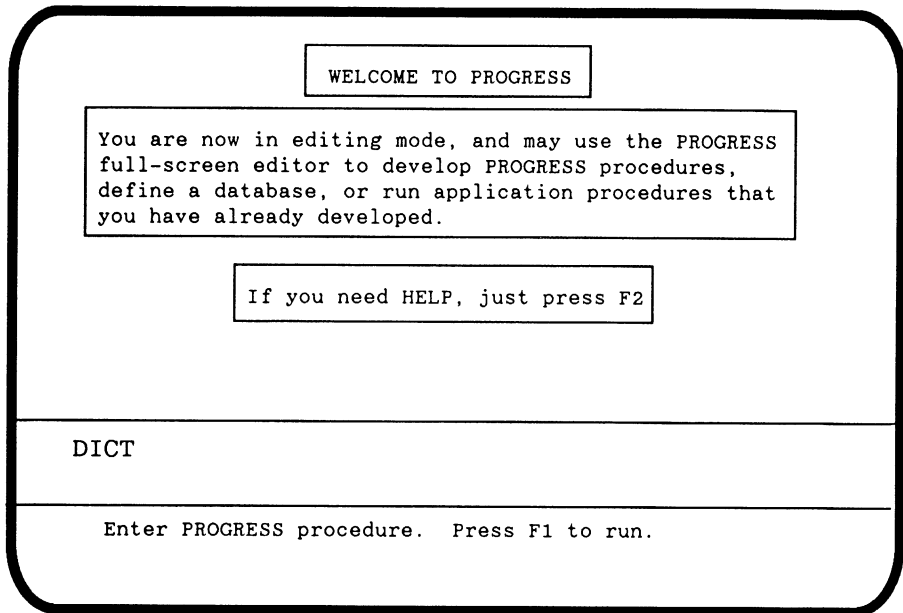 WELCOME TO PROGRESS
You are now in editing mode, and may use the PROGRESS
full-screen editor to develop PROGRESS procedures,
define a database, or run application procedures that
you have already developed.
If you need HELP, just press F2
DICT
Enter PROGRESS procedure. Press F1 to run.